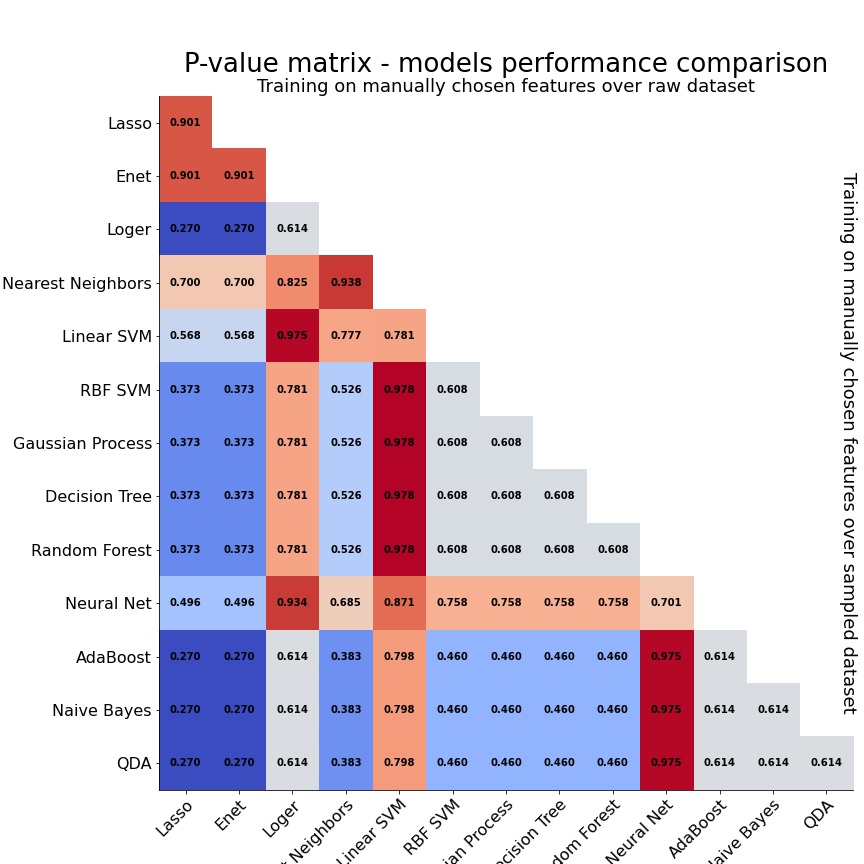 P-value matrix - models performance comparison
Training on manually chosen features over raw dataset
Lasso 0.901
Enet 0.901 0.901
Loger 0.270 0.270 0.614
Nearest Neighbors 0.700 0.700 0.825 0.938
Linear SVM 0.568 0.568 0.975 0.777 0.781
RBF SVM 0.373 0.373 0.781 0.526 0.978 0.608
Gaussian Process 0.373 0.373 0.781 0.526 0.978 0.608 0.608
Decision Tree 0.373 0.373 0.781 0.526 0.978 0.608 0.608 0.608
Random Forest 0.373 0.373 0.781 0.526 0.978 0.608 0.608 0.608 0.608
Neural Net 0.496 0.496 0.934 0.685 0.871 0.758 0.758 0.758 0.758 0.701
AdaBoost 0.270 0.270 0.614 0.383 0.798 0.460 0.460 0.460 0.460 0.975 0.614
Naive Bayes 0.270 0.270 0.614 0.383 0.798 0.460 0.460 0.460 0.460 0.975 0.614 0.614
QDA 0.270 0.270 0.614 0.383 0.798 0.460 0.460 0.460 0.460 0.975 0.614 0.614 0.614
Lasso Enet Loger t Neighbors Linear SVM RBF SVM ian Process ecision Tree dom Forest Neural Net AdaBoost aive Bayes QDA
Training on manually chosen features over sampled dataset